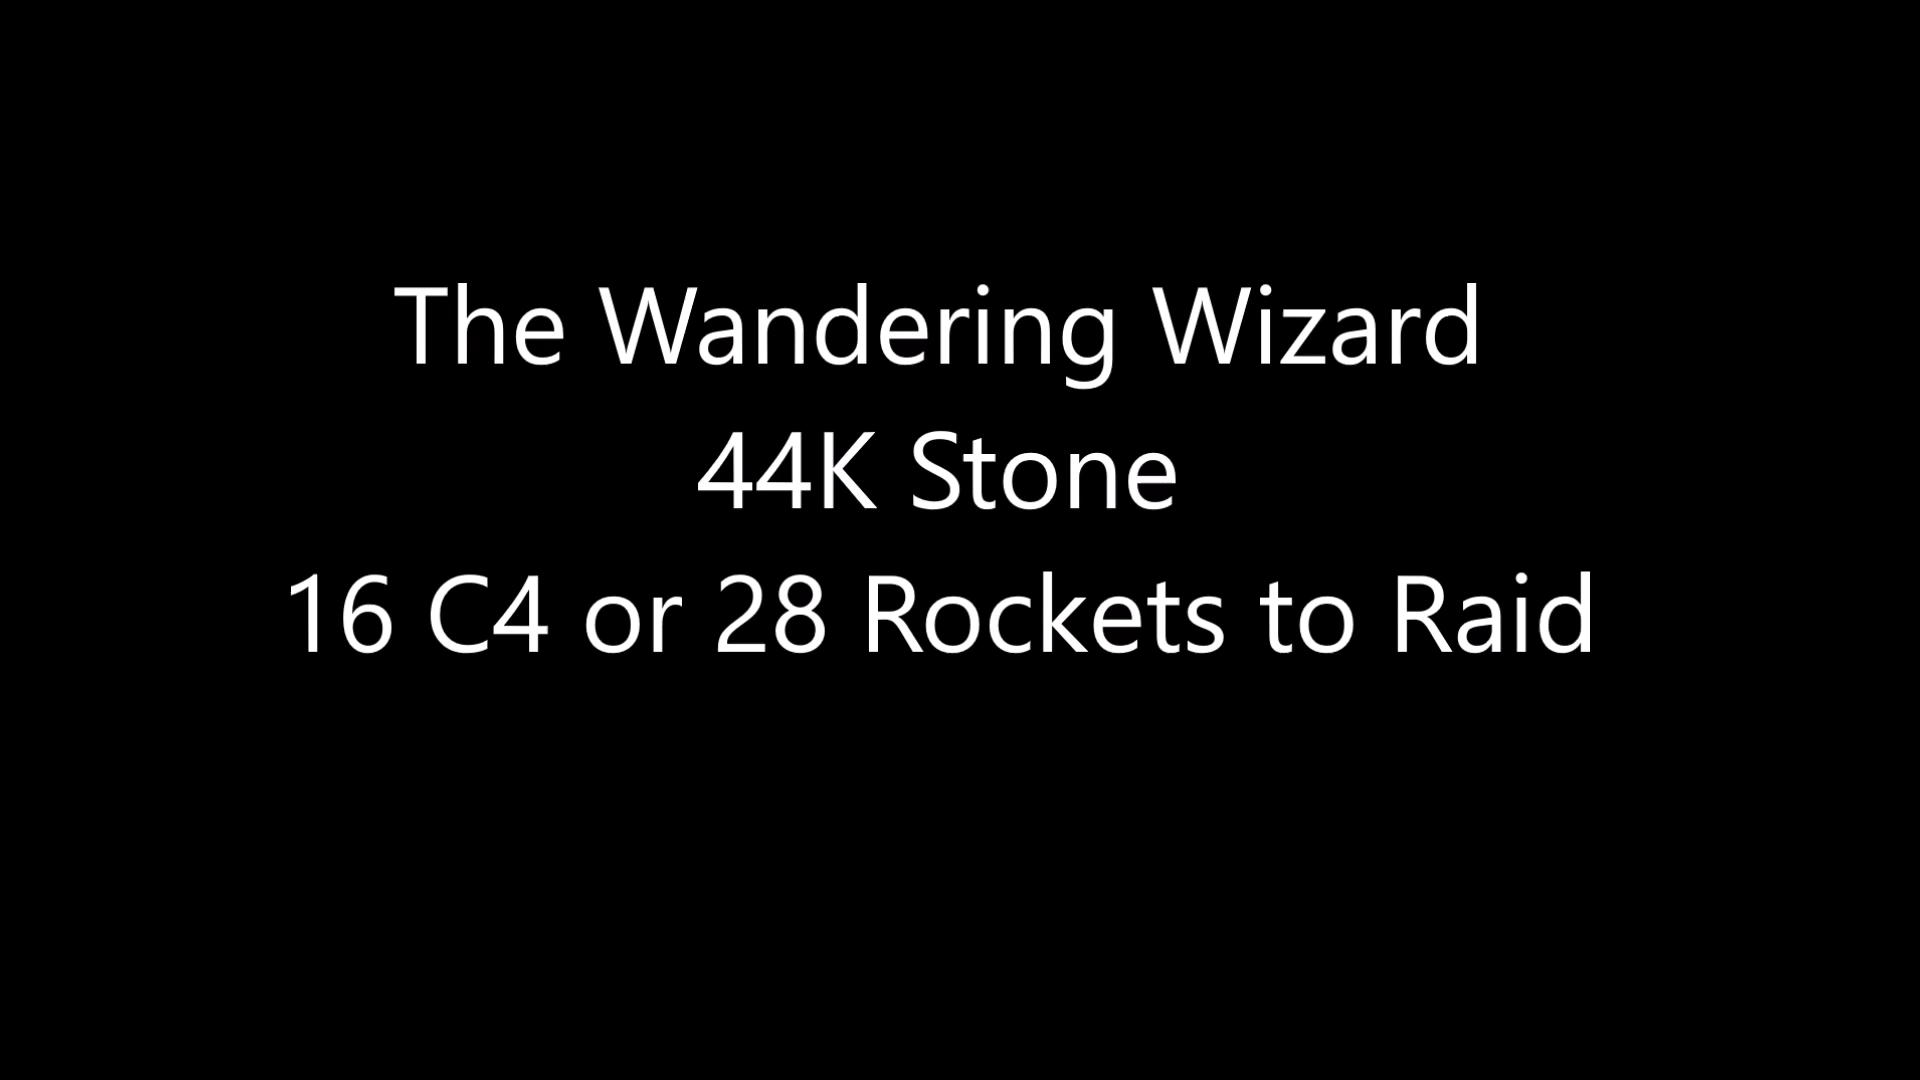 The Wandering Wizard
44K Stone
16 C4 or 28 Rockets to Raid